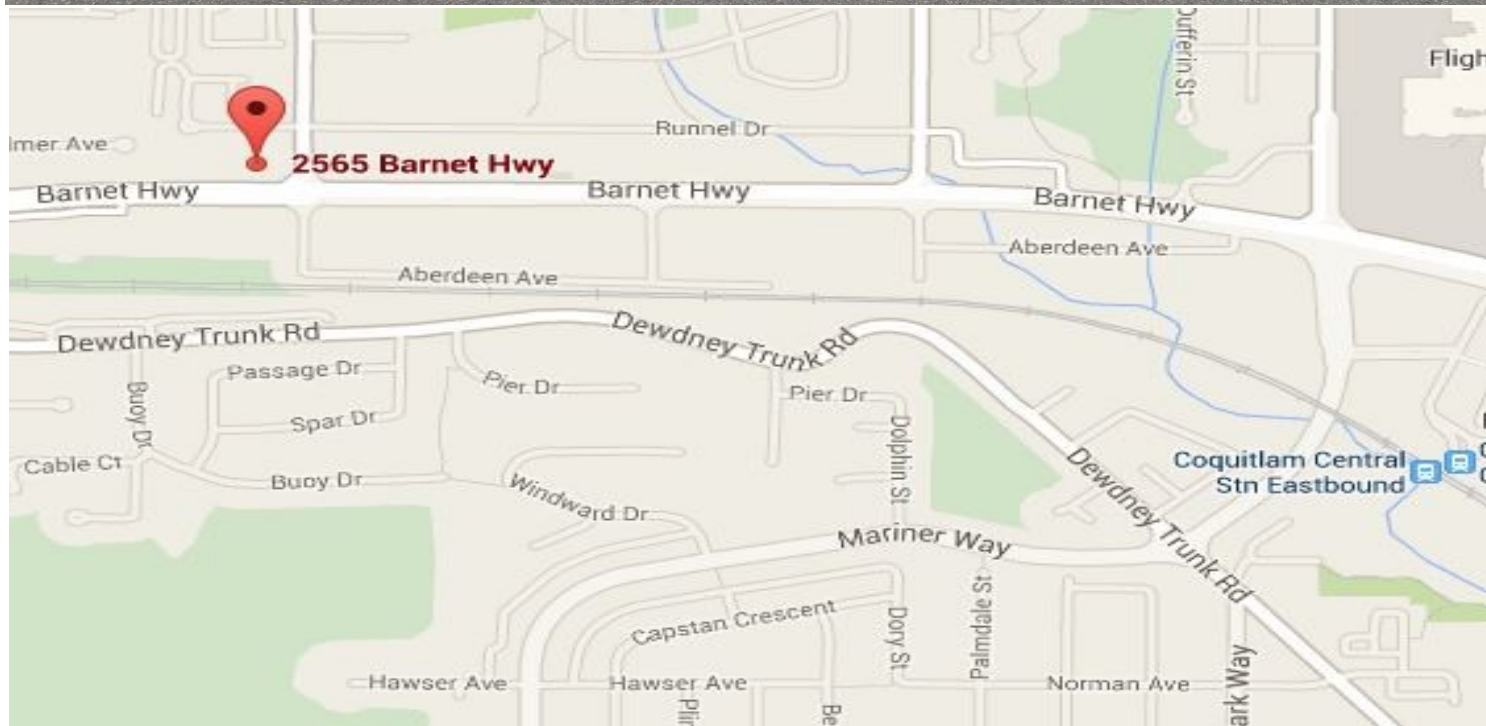 Dufferin St
Fligh
Runnel Dr
lmer Ave
2565 Barnet Hwy
Barnet Hwy
Barnet Hwy
Barnet Hwy
Aberdeen Ave
Aberdeen Ave
Dewdney Trunk Rd
Dewdney Trunk Rd
Passage Dr
Pier Dr
Pier Dr
Buoy Dr
Spar Dr
Dolphin St
Cable Ct
Buoy Dr
Windward Dr
Coquitlam Central
Stn Eastbound
Dewdney Trunk Rd
Mariner Way
Capstan Crescent
Dory St
Palmdale St
Hawser Ave
Hawser Ave
Norman Ave
ark Way
Plir
Be